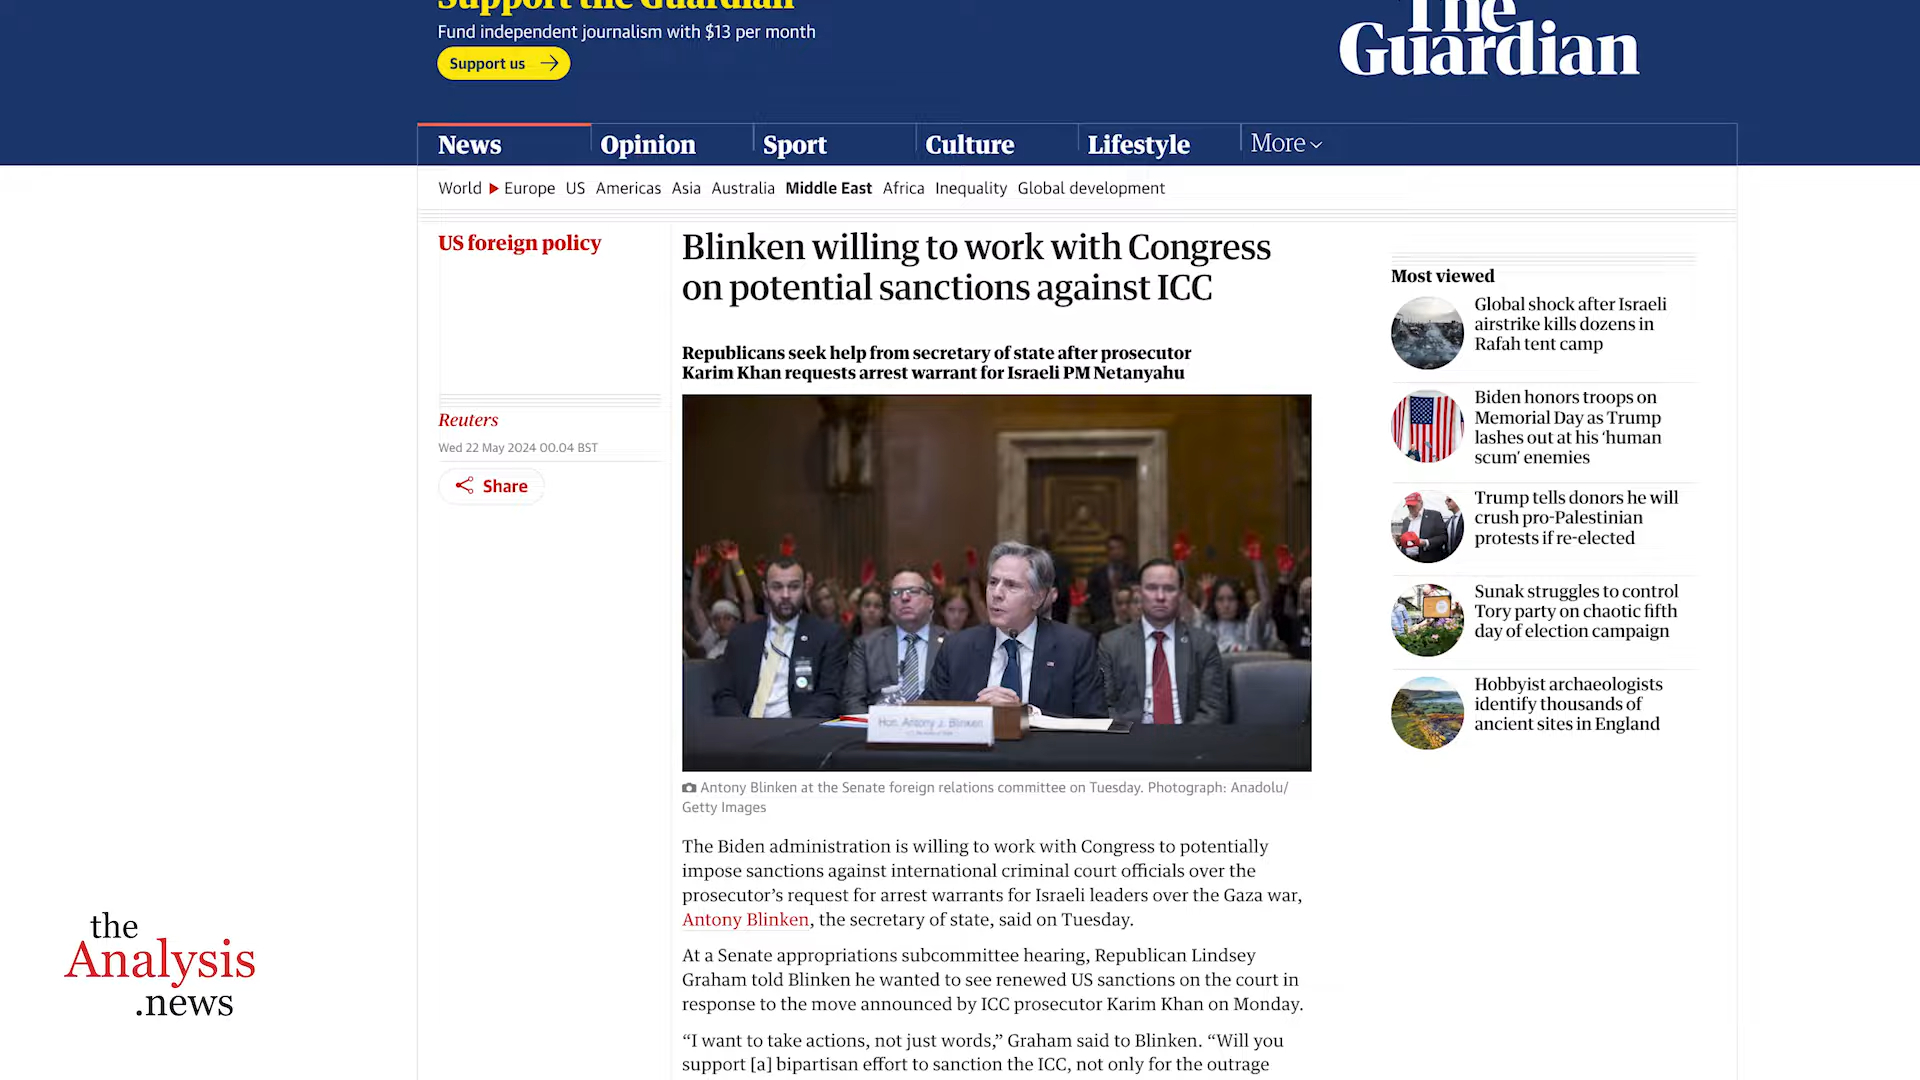 Support the Guardian
Fund independent journalism with $13 per month
Support us
The
Guardian
News
Opinion
Sport
Culture
Lifestyle
More
World
Europe
US
Americas
Asia
Australia
Middle East
Africa
Inequality
Global development
US foreign policy
Blinken willing to work with Congress
on potential sanctions against ICC
Republicans seek help from secretary of state after prosecutor
Karim Khan requests arrest warrant for Israeli PM Netanyahu
Reuters
Wed 22 May 2024 00.04 BST
Share
Hon. Antony J. Blinken
Antony Blinken at the Senate foreign relations committee on Tuesday. Photograph: Anadolu/
Getty Images
The Biden administration is willing to work with Congress to potentially
impose sanctions against international criminal court officials over the
prosecutor’s request for arrest warrants for Israeli leaders over the Gaza war,
Antony Blinken, the secretary of state, said on Tuesday.
At a Senate appropriations subcommittee hearing, Republican Lindsey
Graham told Blinken he wanted to see renewed US sanctions on the court in
response to the move announced by ICC prosecutor Karim Khan on Monday.
“I want to take actions, not just words,” Graham said to Blinken. “Will you
support [a] bipartisan effort to sanction the ICC, not only for the outrage
Most viewed
Global shock after Israeli
airstrike kills dozens in
Rafah tent camp
Biden honors troops on
Memorial Day as Trump
lashes out at his ‘human
scum’ enemies
Trump tells donors he will
crush pro-Palestinian
protests if re-elected
Sunak struggles to control
Tory party on chaotic fifth
day of election campaign
Hobbyist archaeologists
identify thousands of
ancient sites in England
the
Analysis
.news